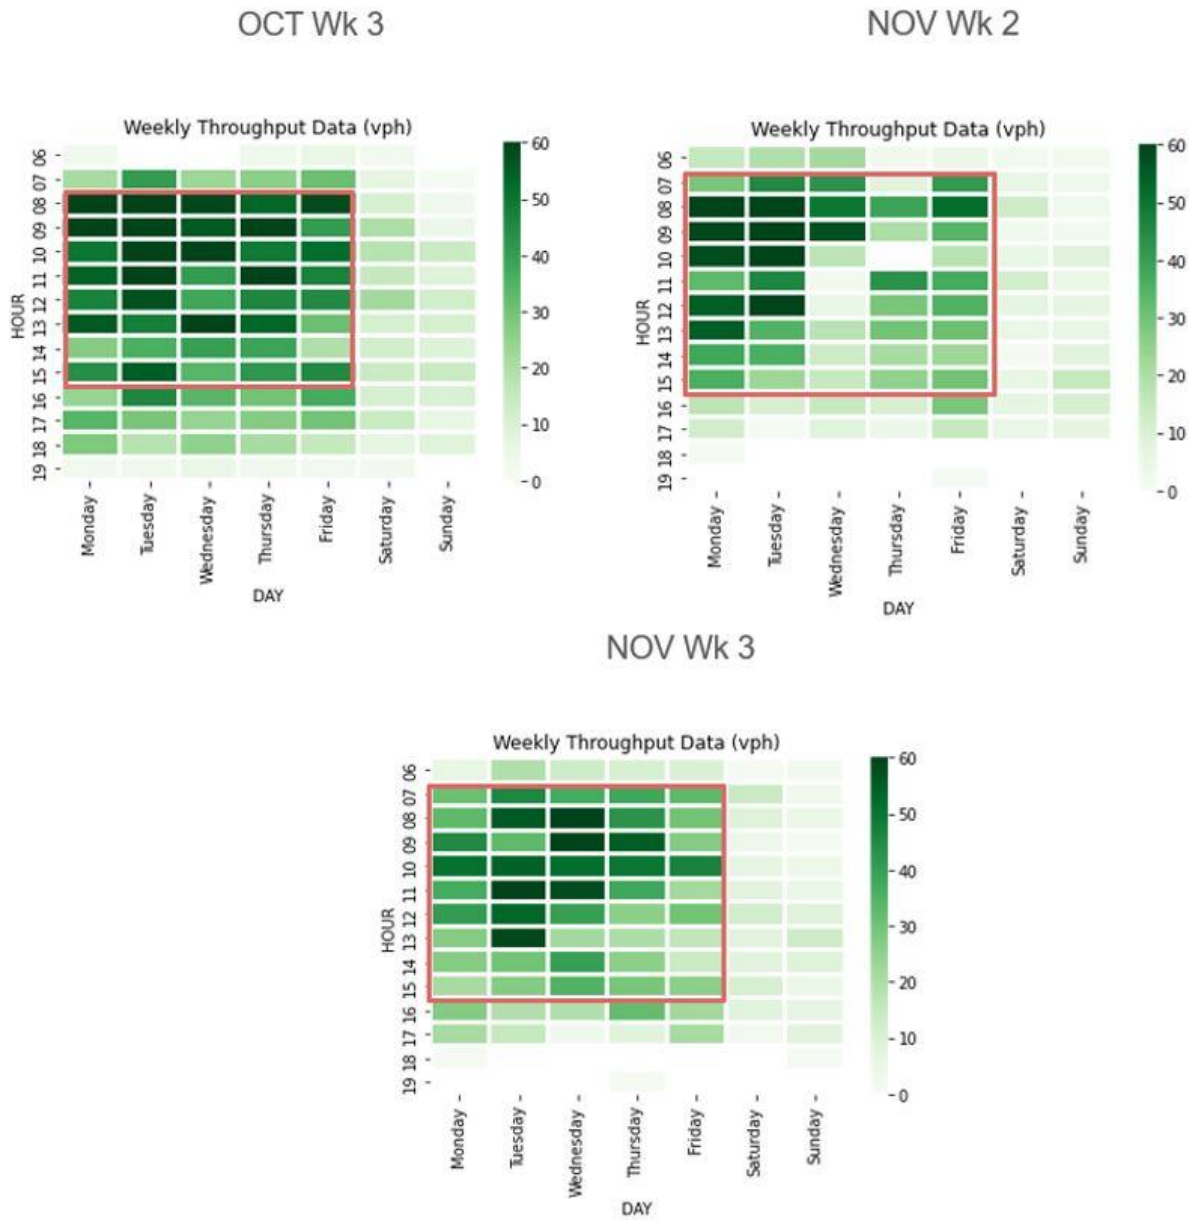 OCT Wk 3
Weekly Throughput Data (vph)
HOUR
06
07
08
09
10
11
12
13
14
15
16
17
18
19
Monday
Tuesday
Wednesday
Thursday
Friday
Saturday
Sunday
DAY
60
50
40
30
20
10
0
NOV Wk 2
Weekly Throughput Data (vph)
HOUR
06
07
08
09
10
11
12
13
14
15
16
17
18
19
Monday
Tuesday
Wednesday
Thursday
Friday
Saturday
Sunday
DAY
60
50
40
30
20
10
0
NOV Wk 3
Weekly Throughput Data (vph)
HOUR
06
07
08
09
10
11
12
13
14
15
16
17
18
19
Monday
Tuesday
Wednesday
Thursday
Friday
Saturday
Sunday
DAY
60
50
40
30
20
10
0